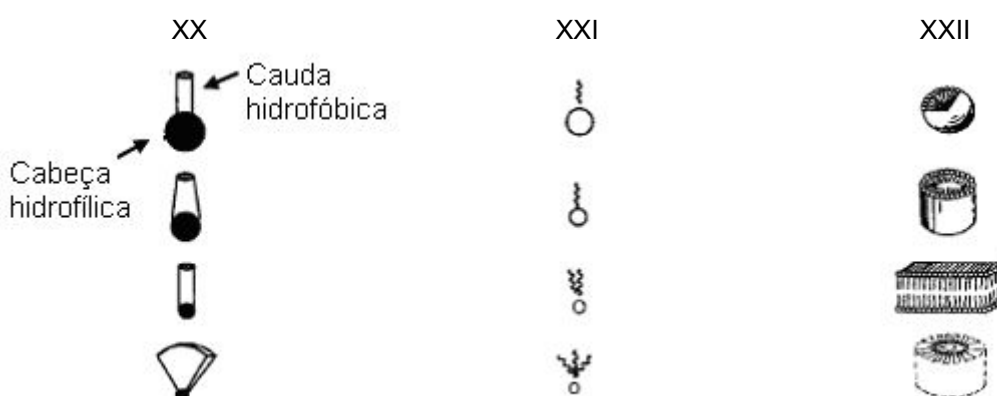 XX XXI XXII
Cauda
hidrofóbica
Cabeça
hidrofílica